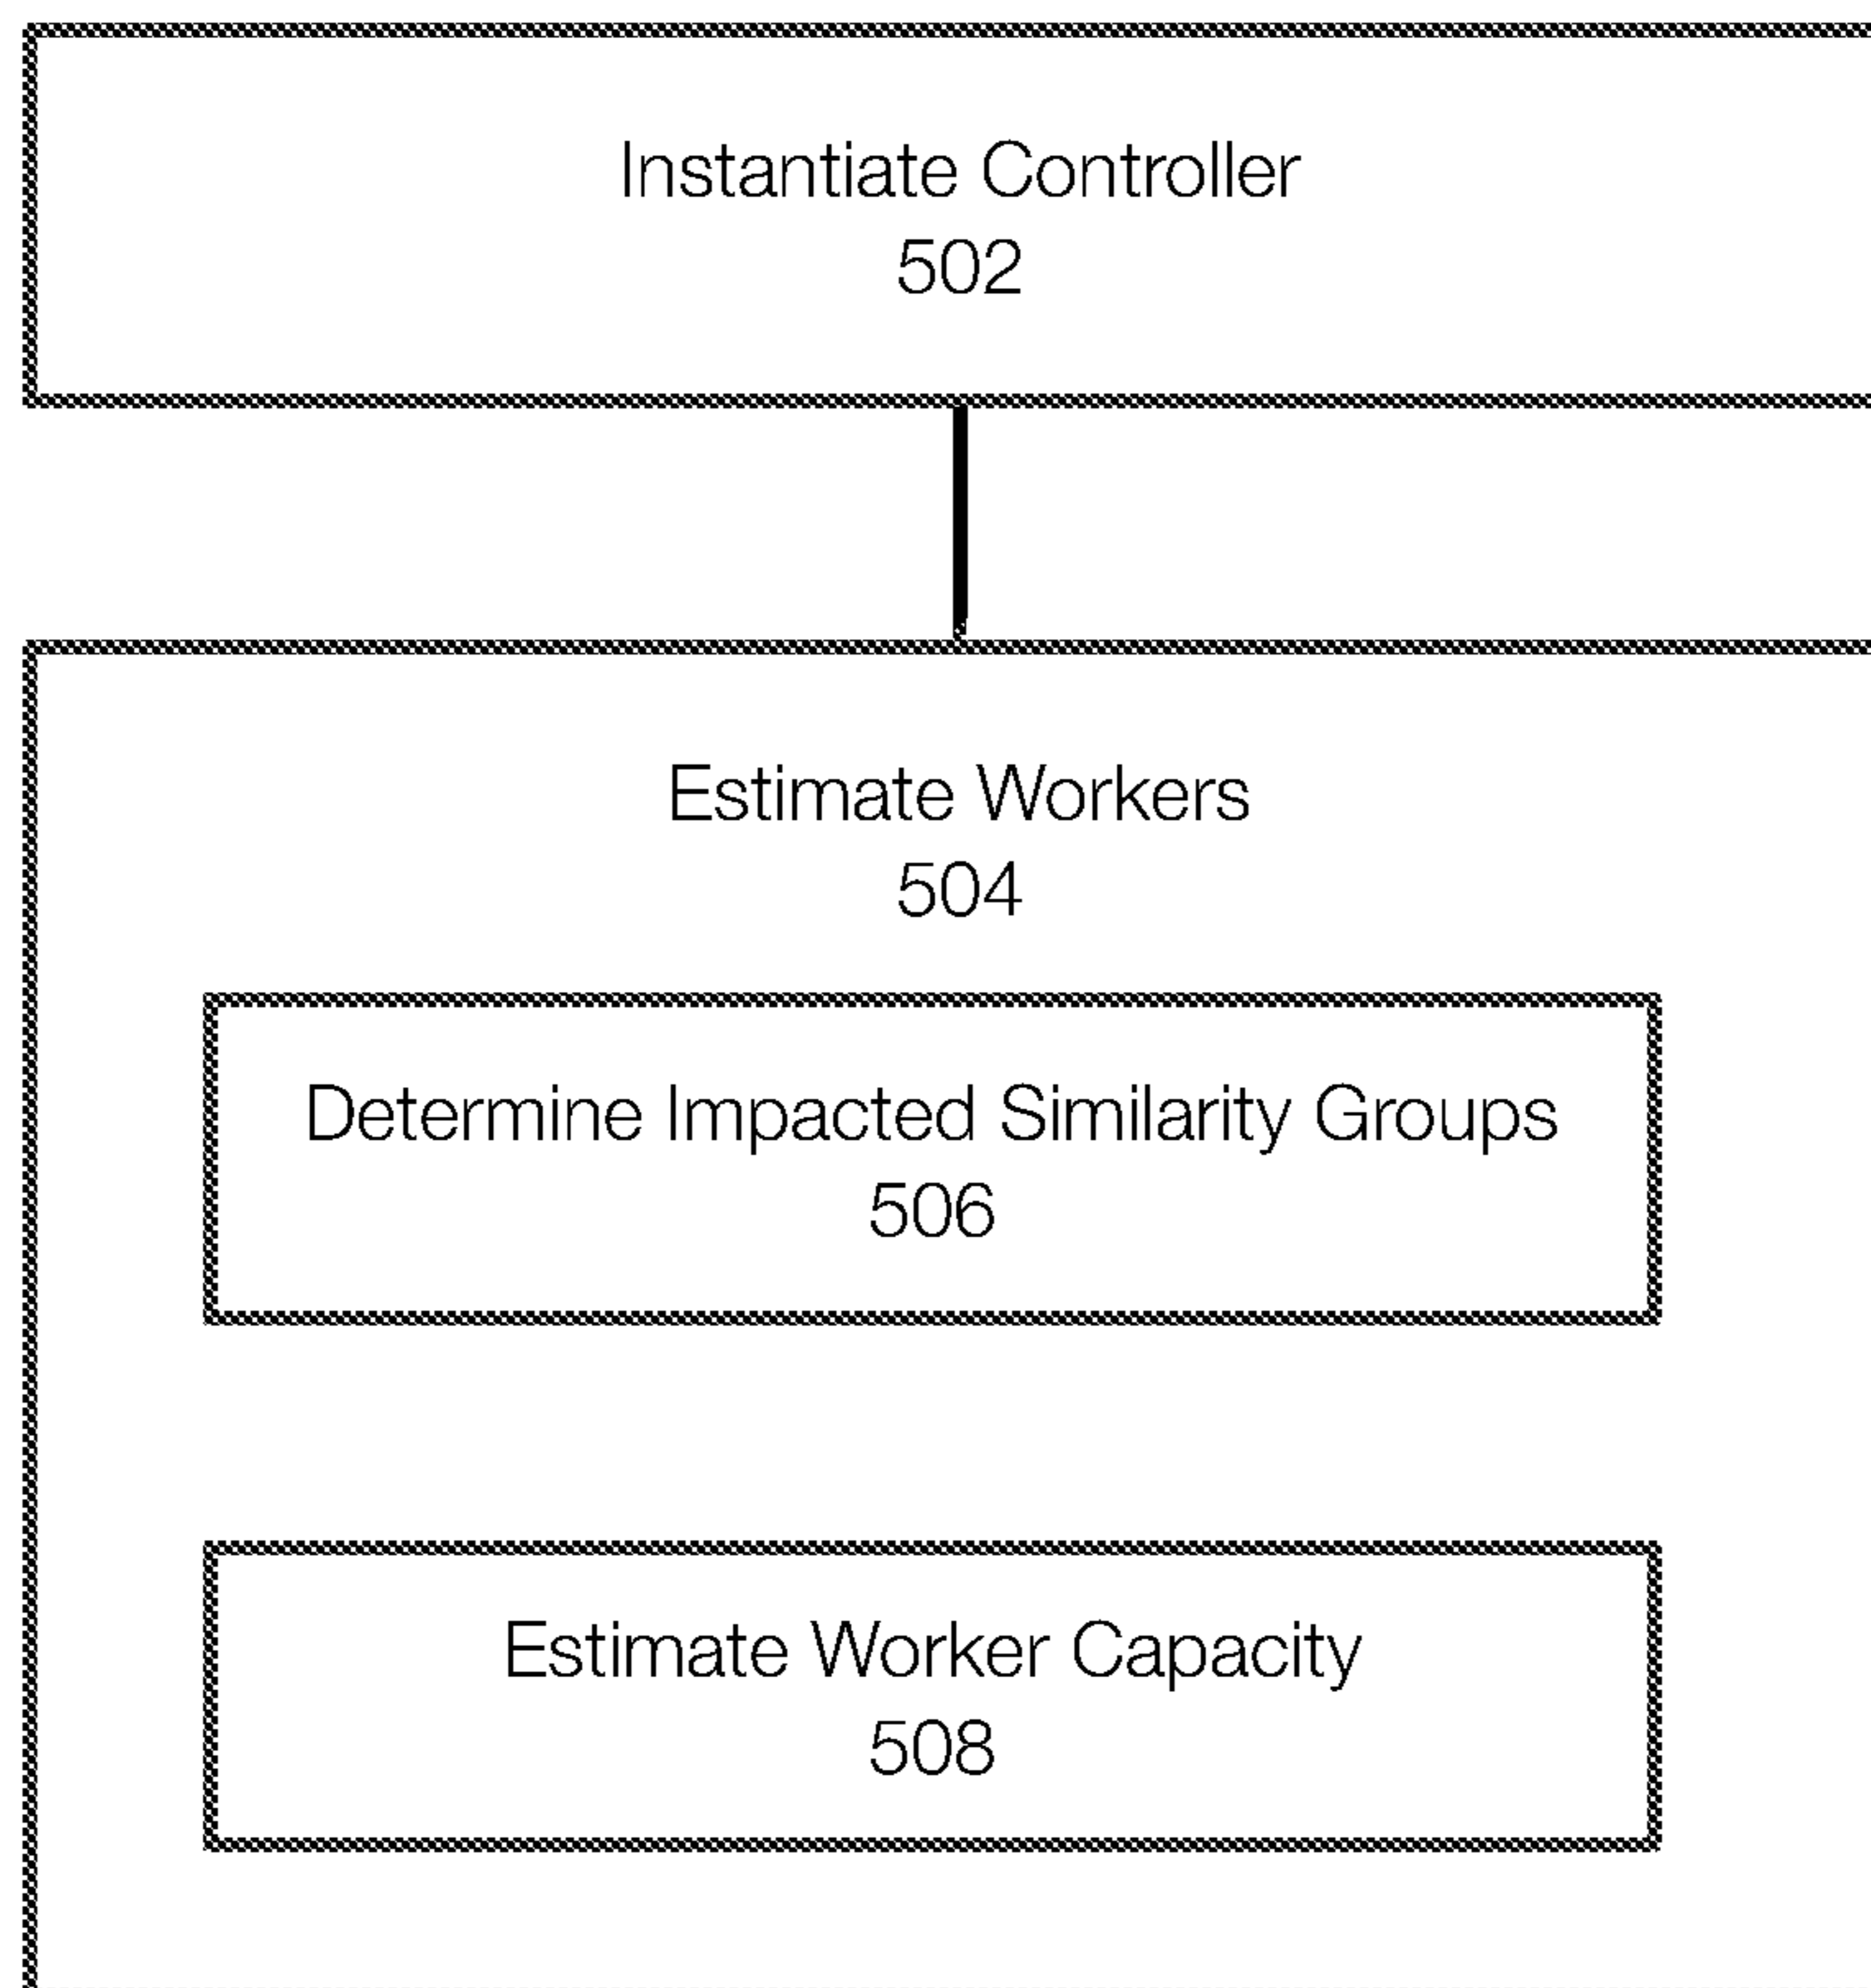 Instantiate Controller
502
Estimate Workers
504
Determine Impacted Similarity Groups
506
Estimate Worker Capacity
508